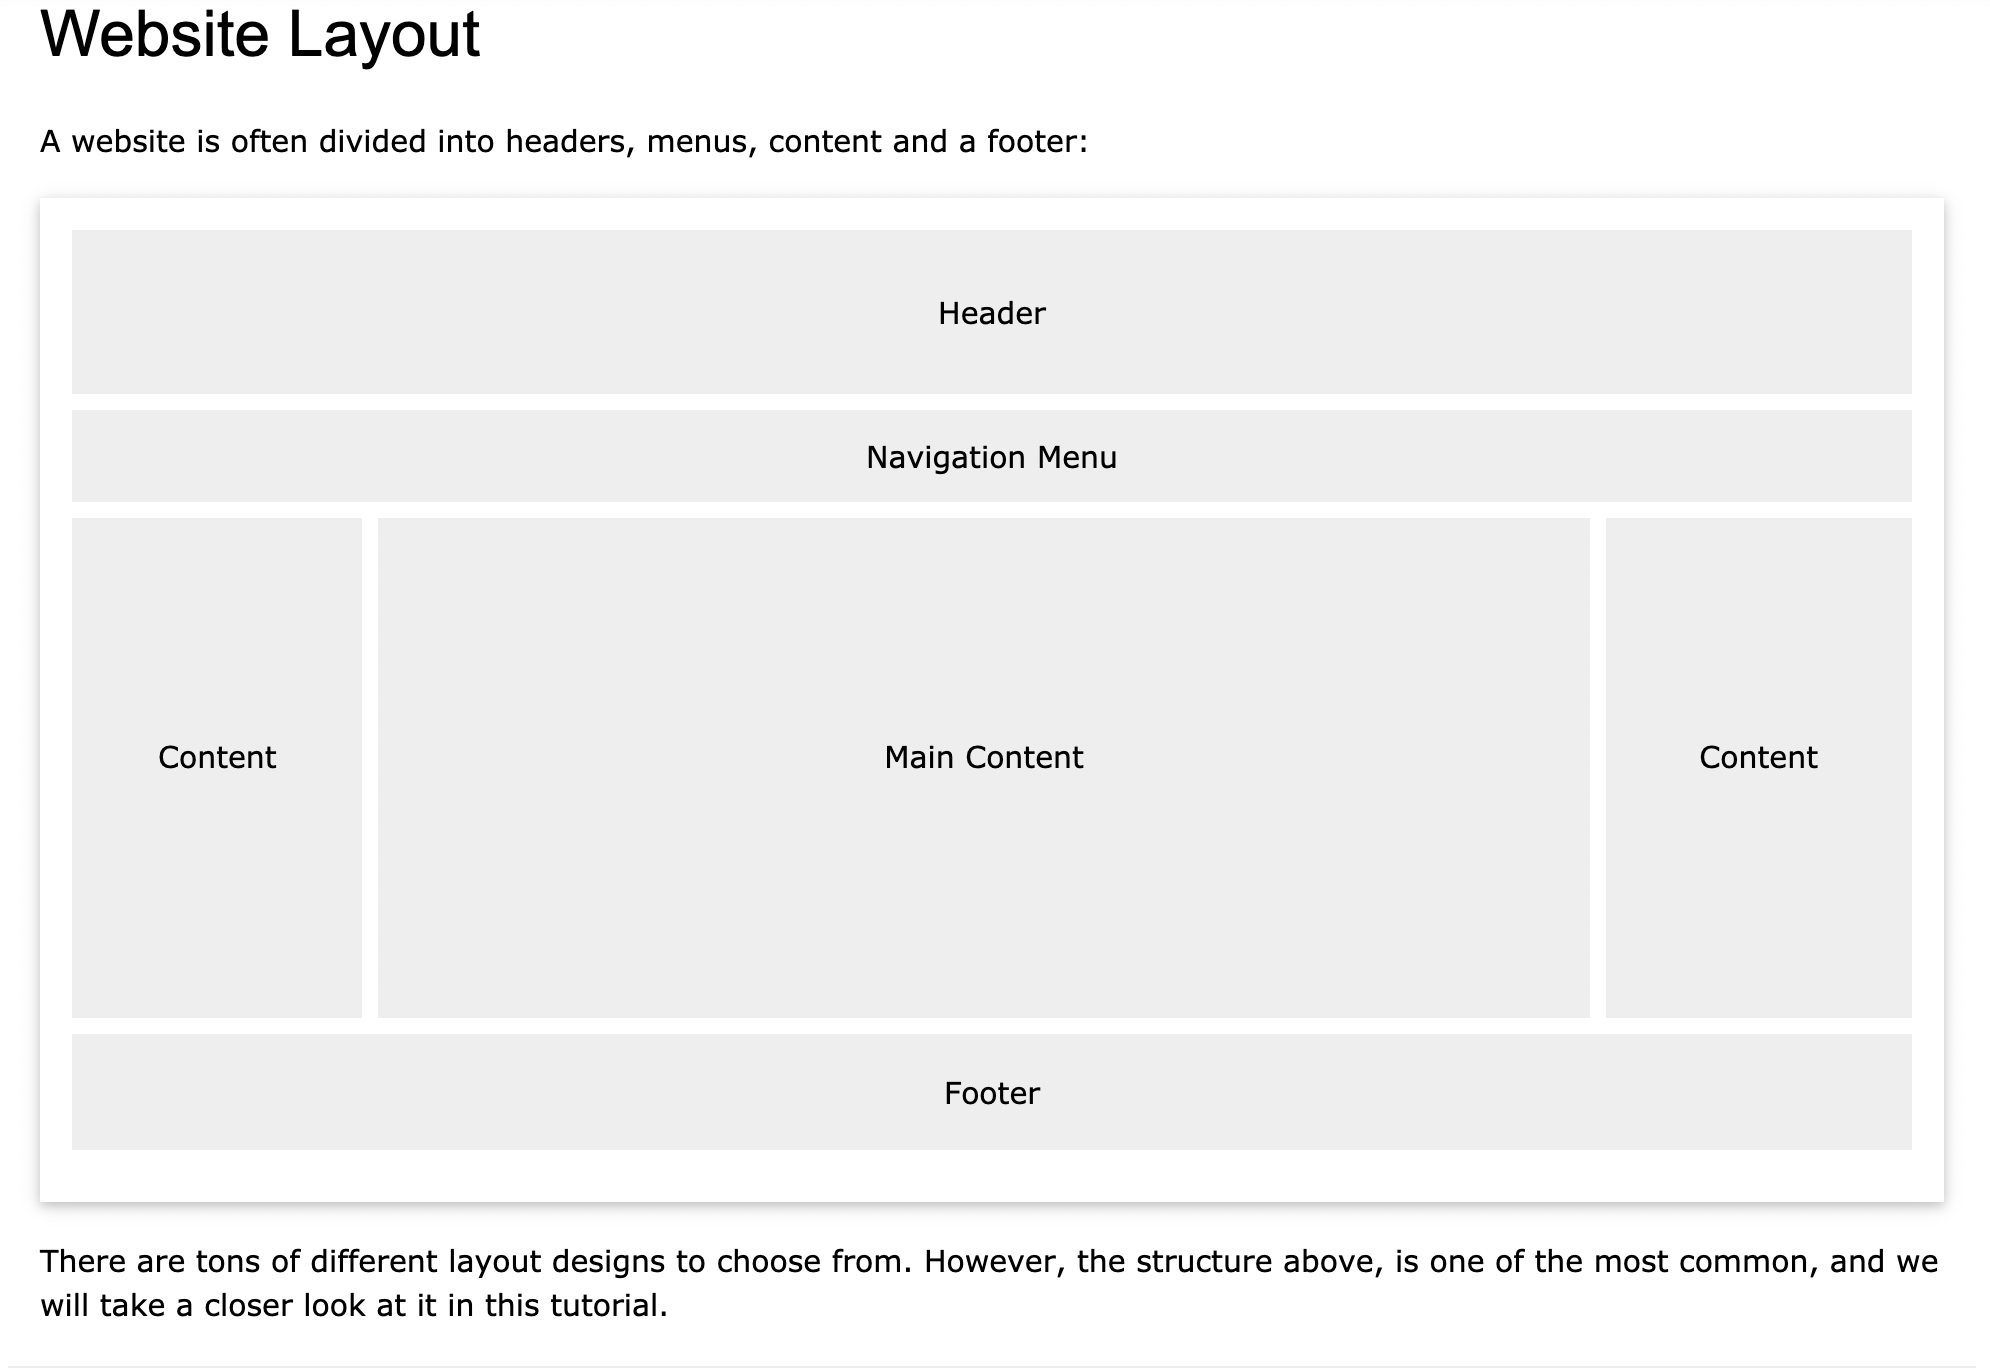 Website Layout
A website is often divided into headers, menus, content and a footer:
Header
Navigation Menu
Content
Main Content
Content
Footer
There are tons of different layout designs to choose from. However, the structure above, is one of the most common, and we
will take a closer look at it in this tutorial.